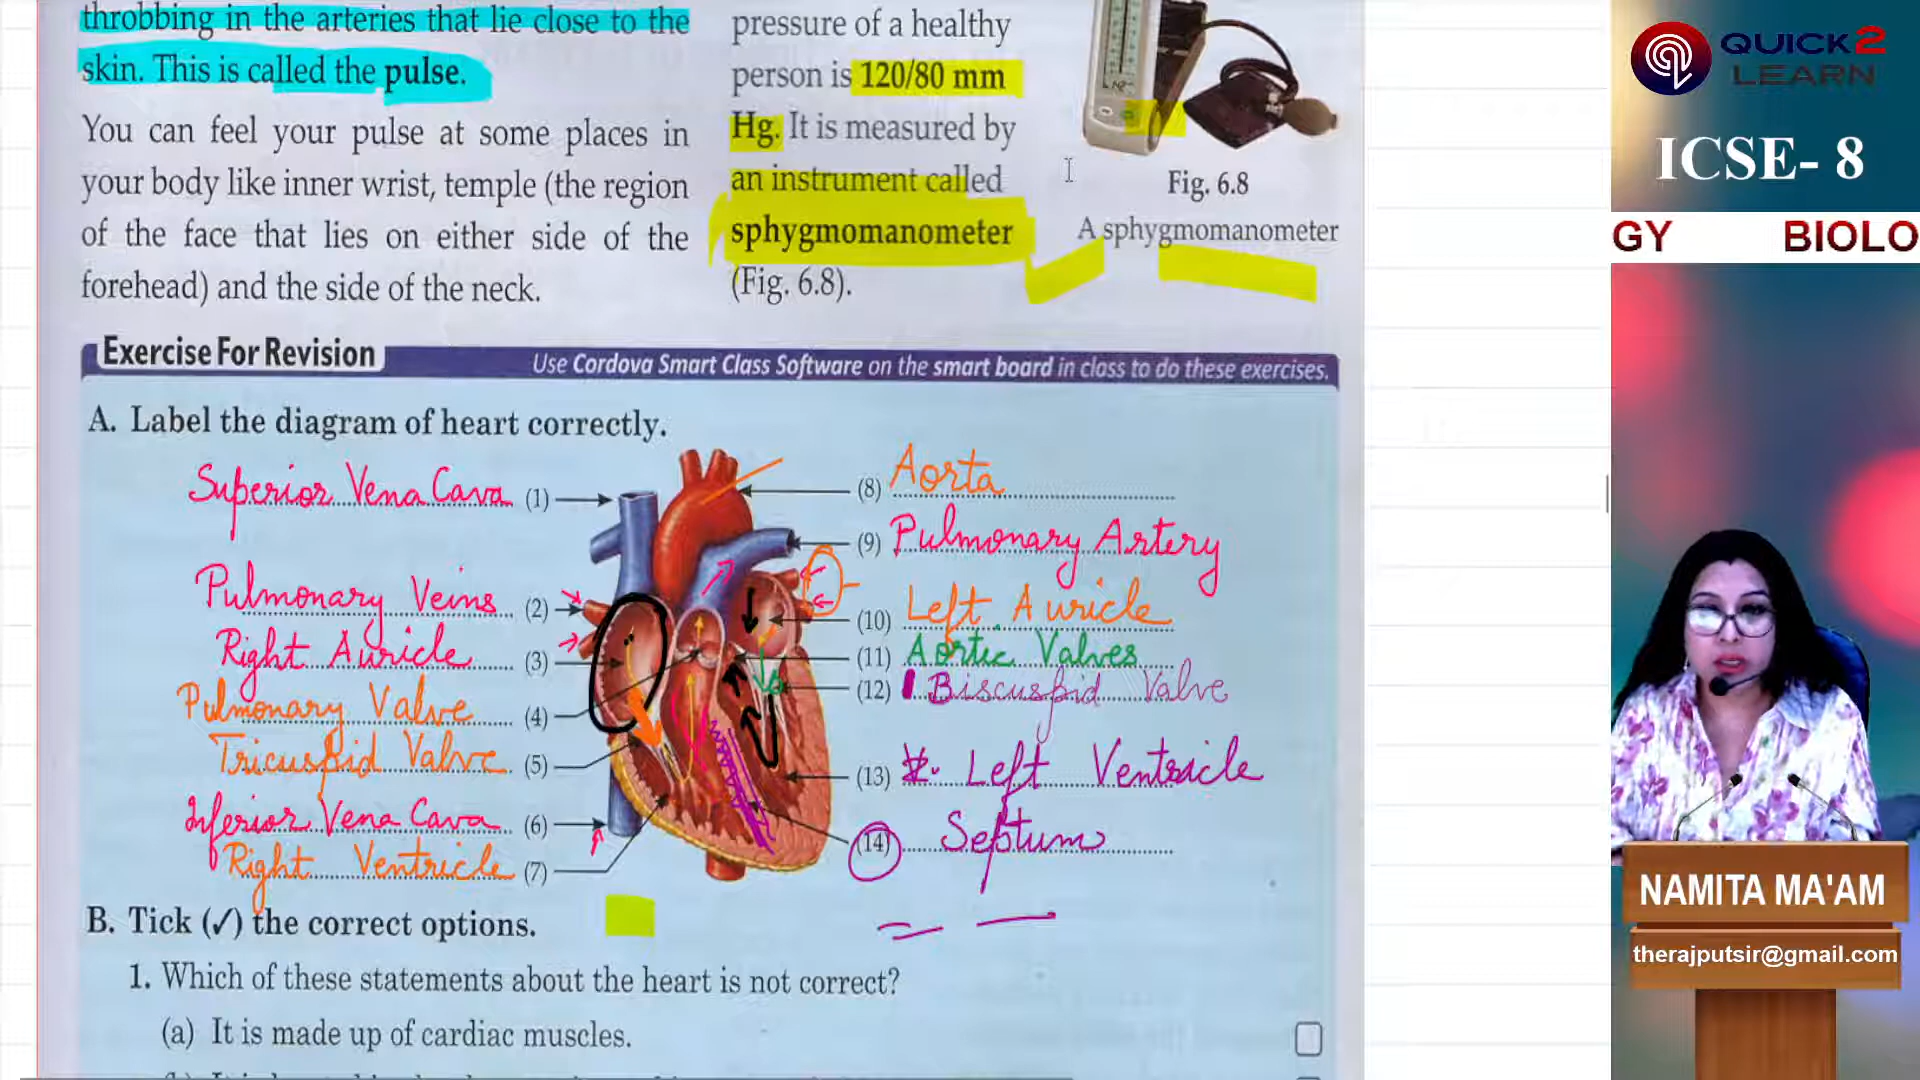 throbbing in the arteries that lie close to the
skin. This is called the pulse.
You can feel your pulse at some places in
your body like inner wrist, temple (the region
of the face that lies on either side of the
forehead) and the side of the neck.
pressure of a healthy
person is 120/80 mm
Hg. It is measured by
an instrument called
sphygmomanometer
(Fig. 6.8).
Fig. 6.8
A sphygmomanometer
Exercise For Revision
Use Cordova Smart Class Software on the smart board in class to do these exercises.
A. Label the diagram of heart correctly.
Superior Vena Cava (1)
Pulmonary Veins (2)
Right Auricle (3)
Pulmonary Valve (4)
Tricuspid Valve (5)
Inferior Vena Cava (6)
Right Ventricle (7)
(8) Aorta
(9) Pulmonary Artery
(10) Left Auricle
(11) Aortic Valves
(12) Biscuspid Valve
(13) Left Ventricle
(14) Septum
B. Tick (✓) the correct options.
1. Which of these statements about the heart is not correct?
(a) It is made up of cardiac muscles.
QUICK2
LEARN
ICSE- 8
GY BIOLO
NAMITA MA'AM
therajputsir@gmail.com